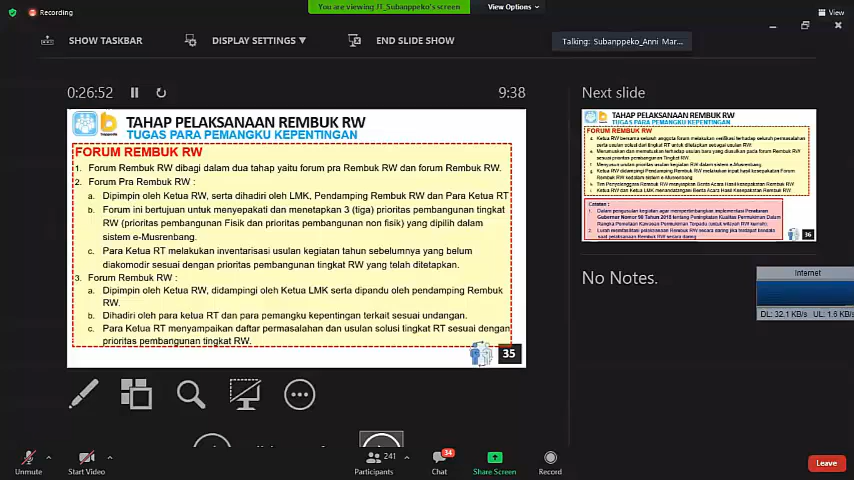 Recording
You are viewing JT_Subanppeko's screen
View Options
View
SHOW TASKBAR
DISPLAY SETTINGS
END SLIDE SHOW
Talking: Subanppeko_Anni Mar...
0:26:52
9:38
Next slide
TAHAP PELAKSANAAN REMBUK RW
TUGAS PARA PEMANGKU KEPENTINGAN
FORUM REMBUK RW
1. Forum Rembuk RW dibagi dalam dua tahap yaitu forum pra Rembuk RW dan forum Rembuk RW.
2. Forum Pra Rembuk RW :
a. Dipimpin oleh Ketua RW, serta dihadiri oleh LMK, Pendamping Rembuk RW dan Para Ketua RT
b. Forum ini bertujuan untuk menyepakati dan menetapkan 3 (tiga) prioritas pembangunan tingkat
RW (prioritas pembangunan Fisik dan prioritas pembangunan non fisik) yang dipilih dalam
sistem e-Musrenbang.
c. Para Ketua RT melakukan inventarisasi usulan kegiatan tahun sebelumnya yang belum
diakomodir sesuai dengan prioritas pembangunan tingkat RW yang telah ditetapkan.
3. Forum Rembuk RW :
a. Dipimpin oleh Ketua RW, didampingi oleh Ketua LMK serta dipandu oleh pendamping Rembuk
RW.
b. Dihadiri oleh para ketua RT dan para pemangku kepentingan terkait sesuai undangan.
c. Para Ketua RT menyampaikan daftar permasalahan dan usulan solusi tingkat RT sesuai dengan
prioritas pembangunan tingkat RW.
35
TAHAP PELAKSANAAN REMBUK RW
TUGAS PARA PEMANGKU KEPENTINGAN
FORUM REMBUK RW
Catatan :
36
No Notes.
Internet
DL: 32.1 KB/s UL: 1.6 KB/s
Unmute
Start Video
241
Participants
34
Chat
Share Screen
Record
Leave